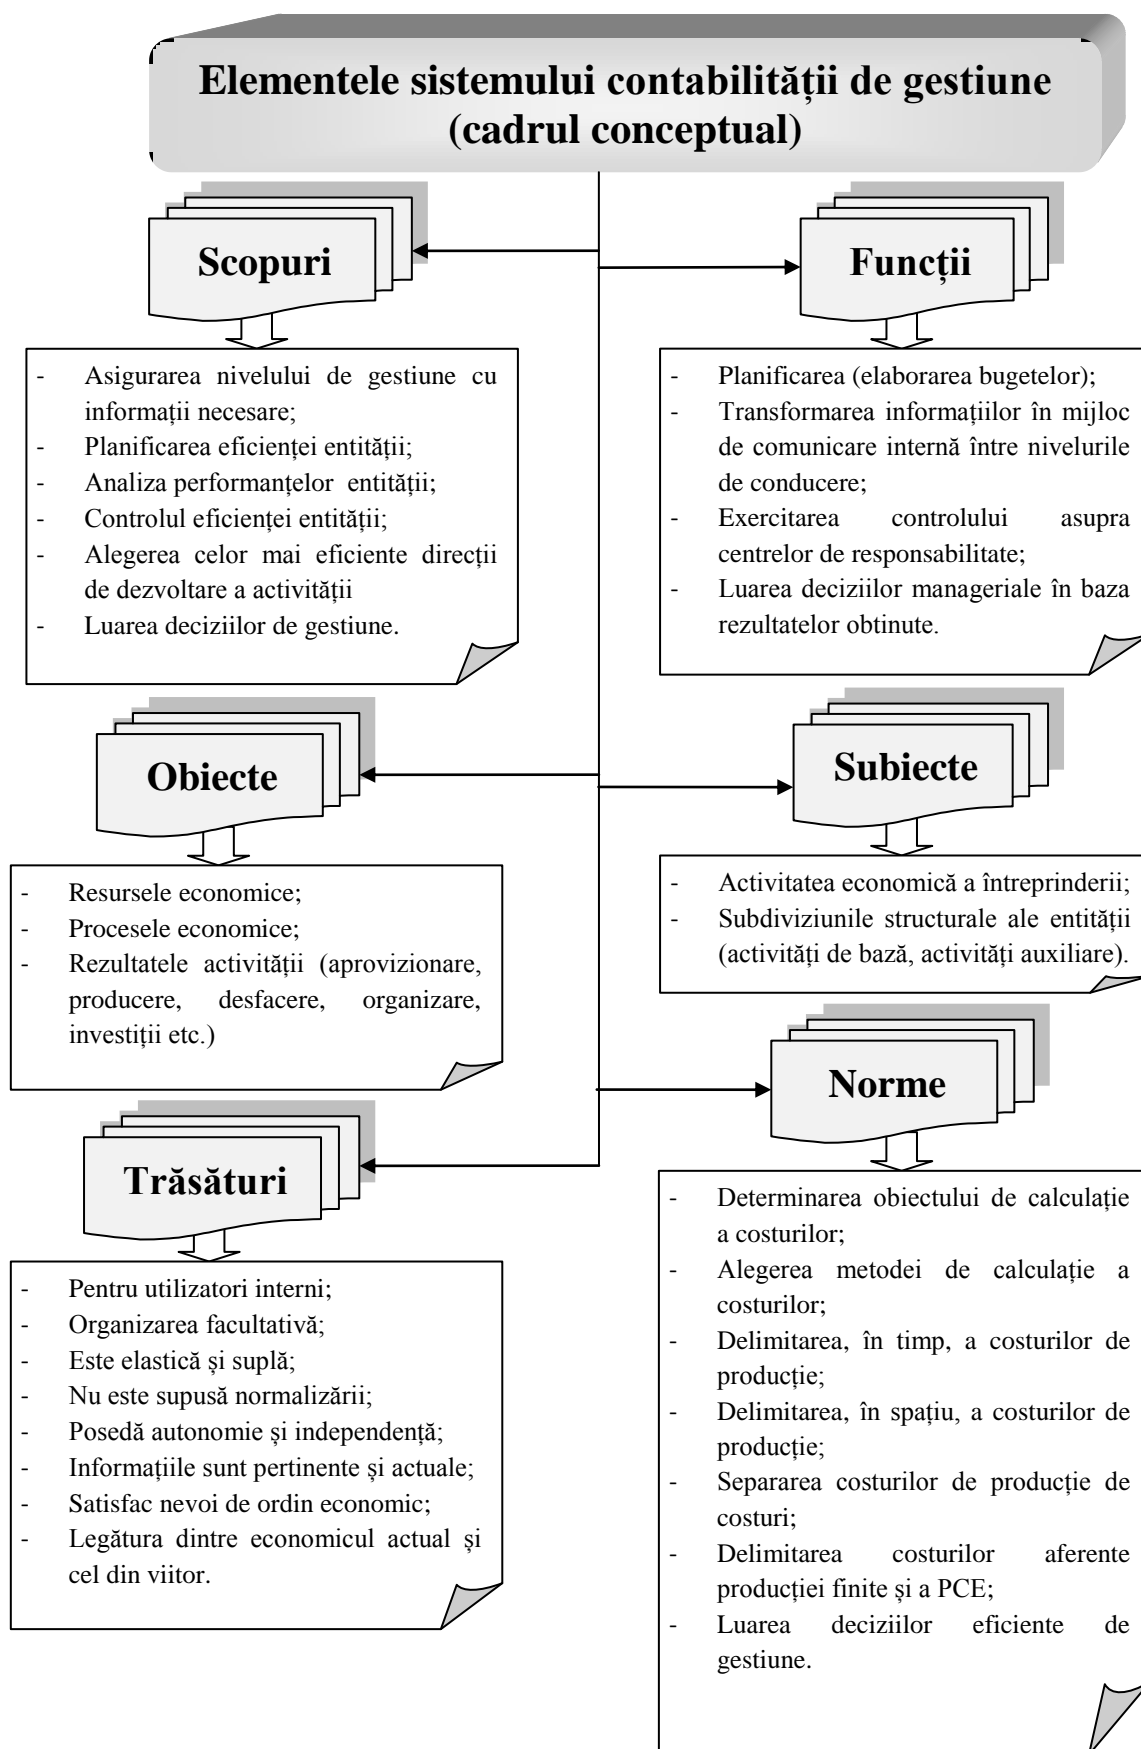 Elementele sistemului contabilității de gestiune
(cadrul conceptual)
Scopuri
- Asigurarea nivelului de gestiune cu
informații necesare;
- Planificarea eficienței entității;
- Analiza performanțelor entității;
- Controlul eficienței entității;
- Alegerea celor mai eficiente direcții
de dezvoltare a activității
- Luarea deciziilor de gestiune.
Funcții
- Planificarea (elaborarea bugetelor);
- Transformarea informațiilor în mijloc
de comunicare internă între nivelurile
de conducere;
- Exercitarea controlului asupra
centrelor de responsabilitate;
- Luarea deciziilor manageriale în baza
rezultatelor obtinute.
Obiecte
- Resursele economice;
- Procesele economice;
- Rezultatele activității (aprovizionare,
producere, desfacere, organizare,
investiții etc.)
Subiecte
- Activitatea economică a întreprinderii;
- Subdiviziunile structurale ale entității
(activități de bază, activități auxiliare).
Trăsături
- Pentru utilizatori interni;
- Organizarea facultativă;
- Este elastică și suplă;
- Nu este supusă normalizării;
- Posedă autonomie și independență;
- Informațiile sunt pertinente și actuale;
- Satisfac nevoi de ordin economic;
- Legătura dintre economicul actual și
cel din viitor.
Norme
- Determinarea obiectului de calculație
a costurilor;
- Alegerea metodei de calculație a
costurilor;
- Delimitarea, în timp, a costurilor de
producție;
- Delimitarea, în spațiu, a costurilor de
producție;
- Separarea costurilor de producție de
costuri;
- Delimitarea costurilor aferente
producției finite și a PCE;
- Luarea deciziilor eficiente de
gestiune.